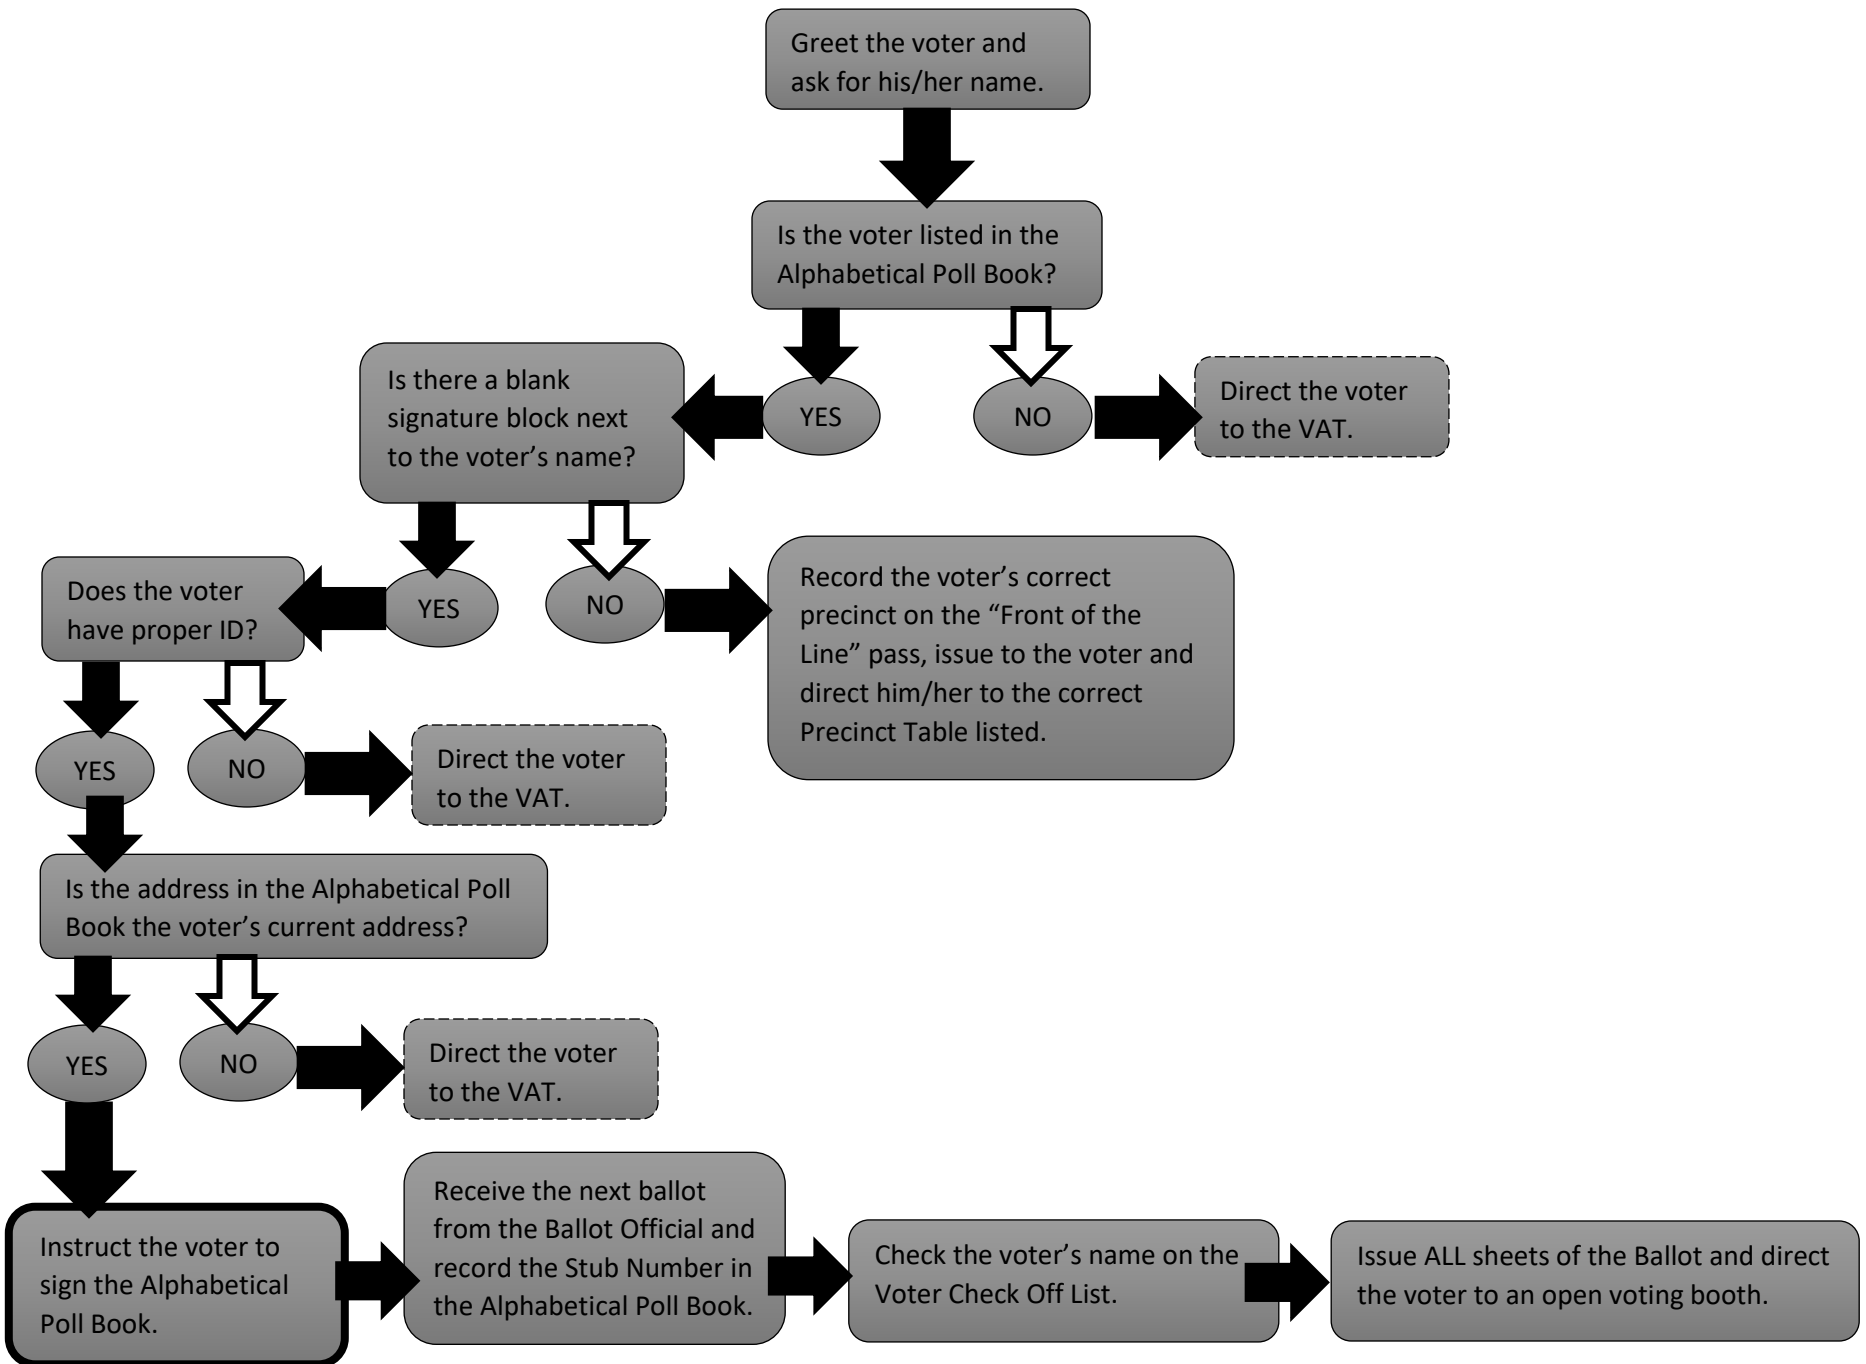 Greet the voter and
ask for his/her name.
Is the voter listed in the
Alphabetical Poll Book?
YES
NO
Direct the voter
to the VAT.
Is there a blank
signature block next
to the voter’s name?
YES
NO
Record the voter’s correct
precinct on the “Front of the
Line” pass, issue to the voter and
direct him/her to the correct
Precinct Table listed.
Does the voter
have proper ID?
YES
NO
Direct the voter
to the VAT.
Is the address in the Alphabetical Poll
Book the voter’s current address?
YES
NO
Direct the voter
to the VAT.
Instruct the voter to
sign the Alphabetical
Poll Book.
Receive the next ballot
from the Ballot Official and
record the Stub Number in
the Alphabetical Poll Book.
Check the voter’s name on the
Voter Check Off List.
Issue ALL sheets of the Ballot and direct
the voter to an open voting booth.